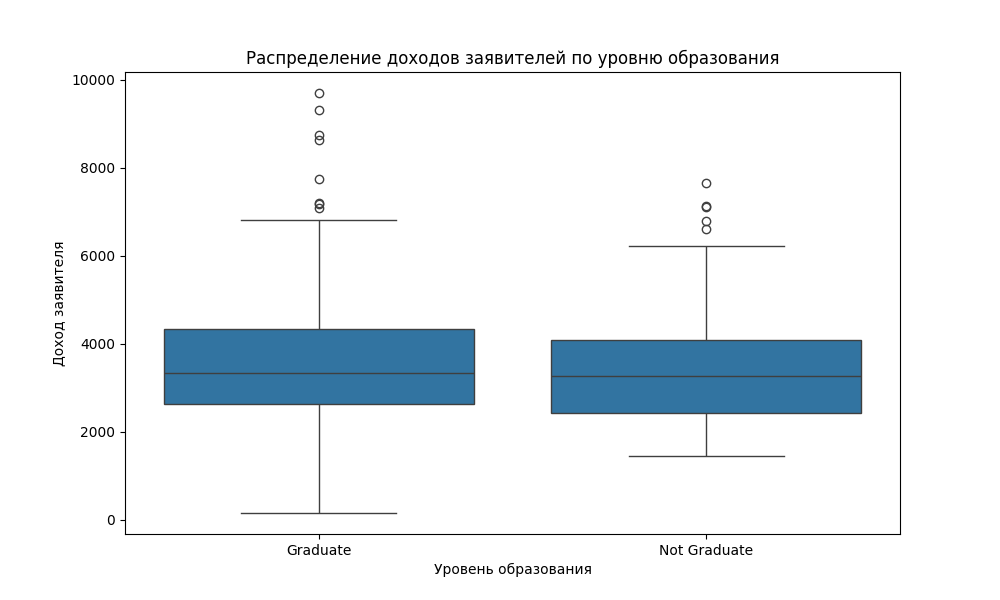 Распределение доходов заявителей по уровню образования
10000
8000
6000
4000
2000
0
Доход заявителя
Graduate
Not Graduate
Уровень образования